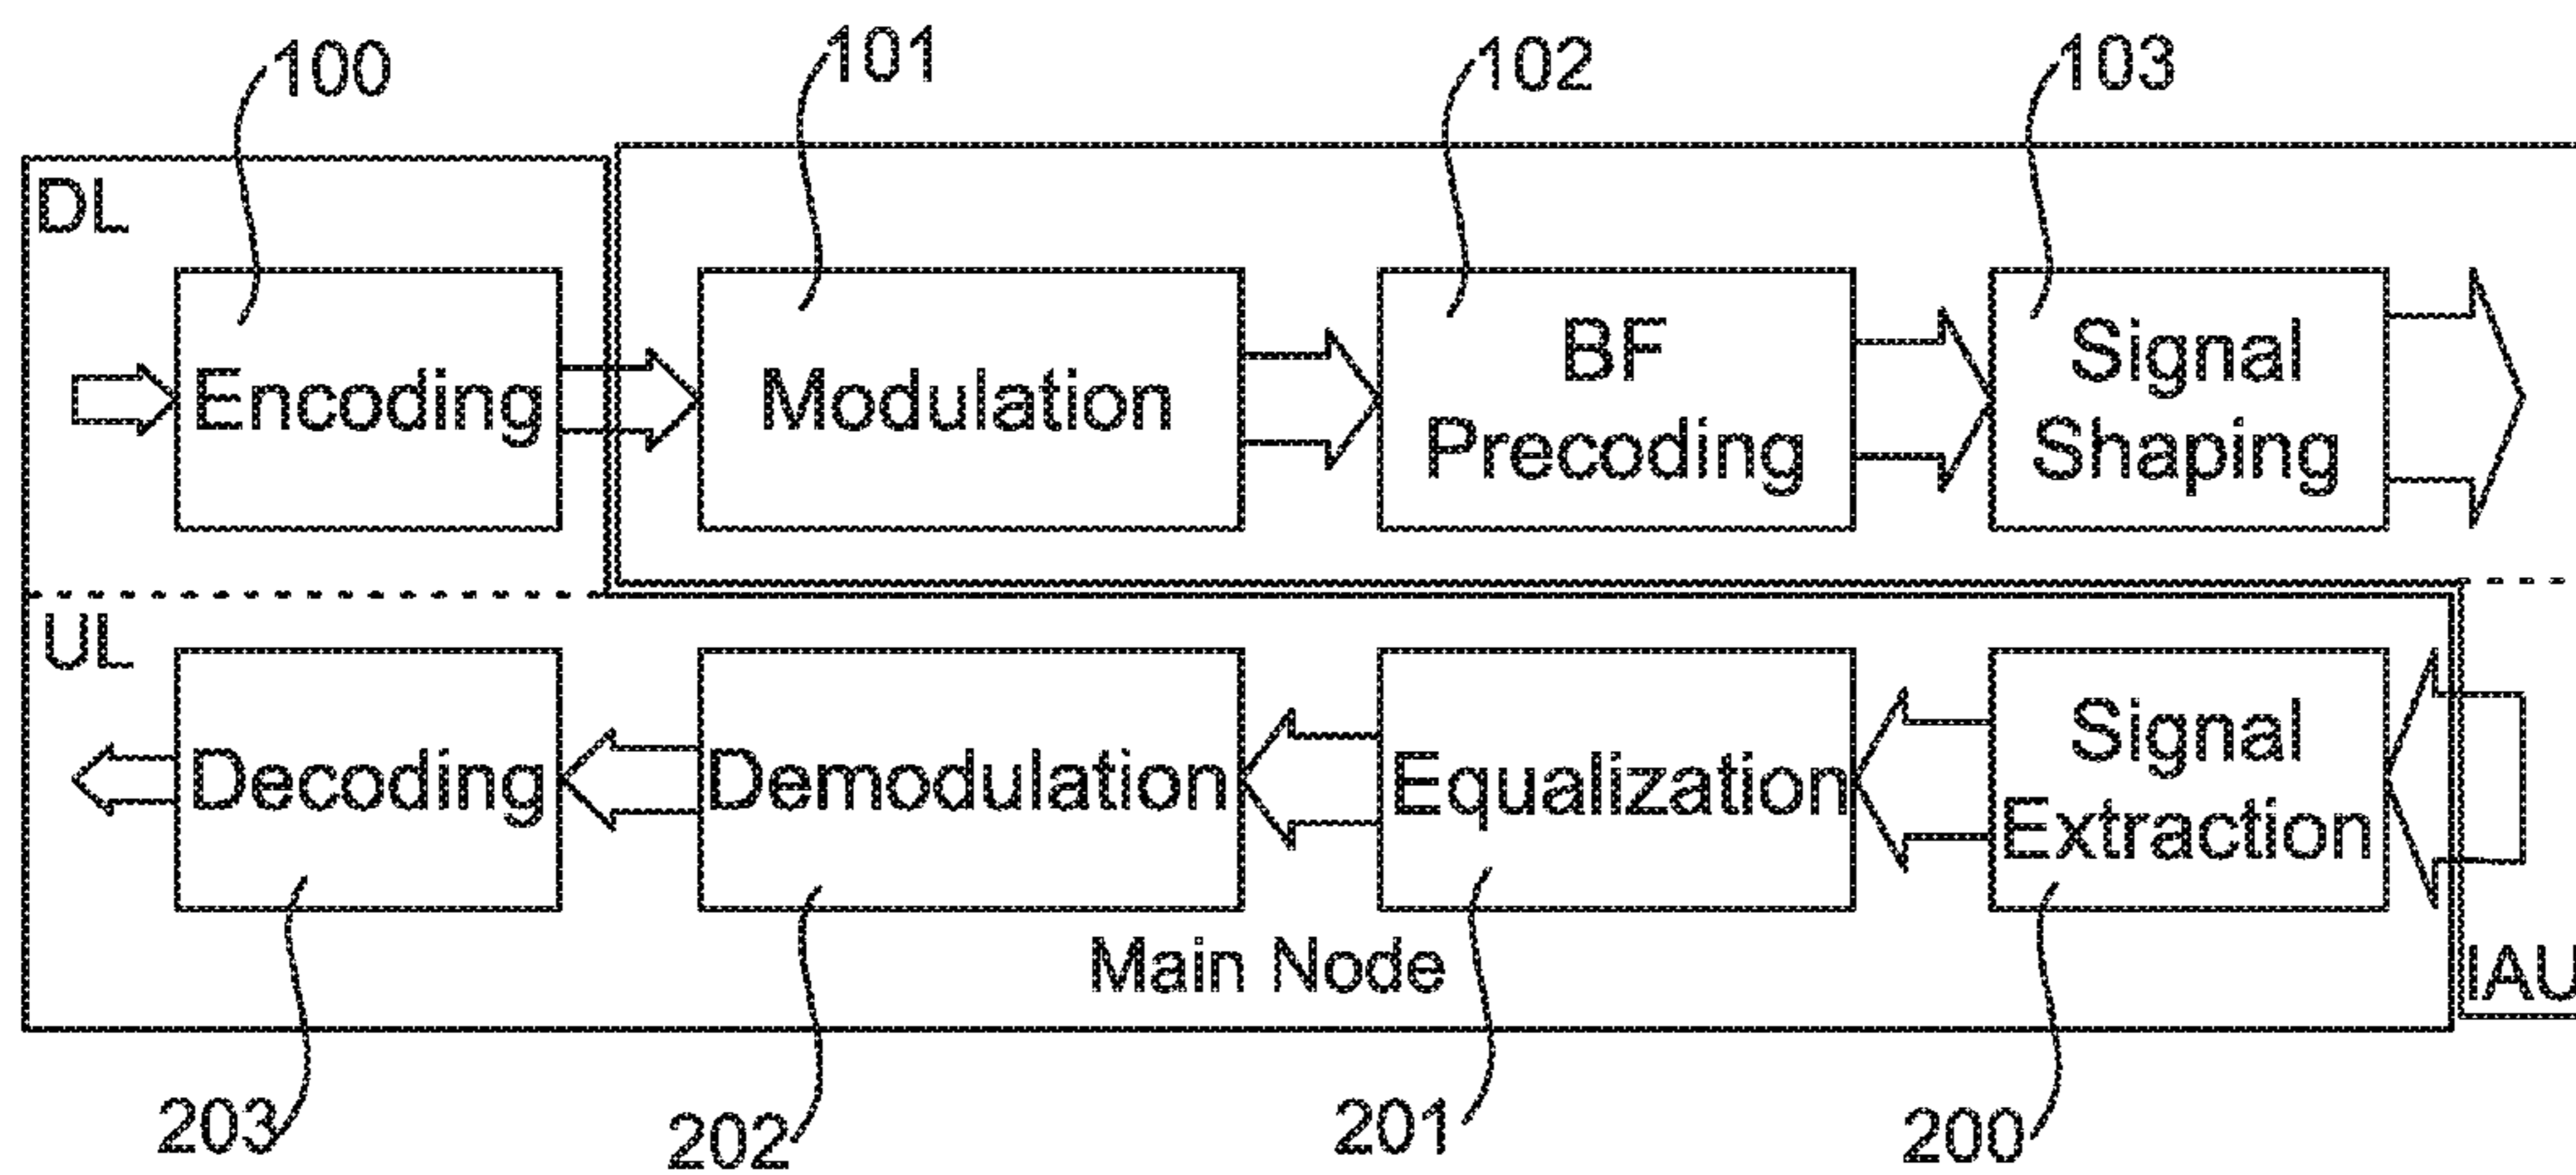 100
101
102
103
DL
Encoding
Modulation
BF
Precoding
Signal
Shaping
UL
Decoding
Demodulation
Equalization
Signal
Extraction
Main Node
IAU
203
202
201
200